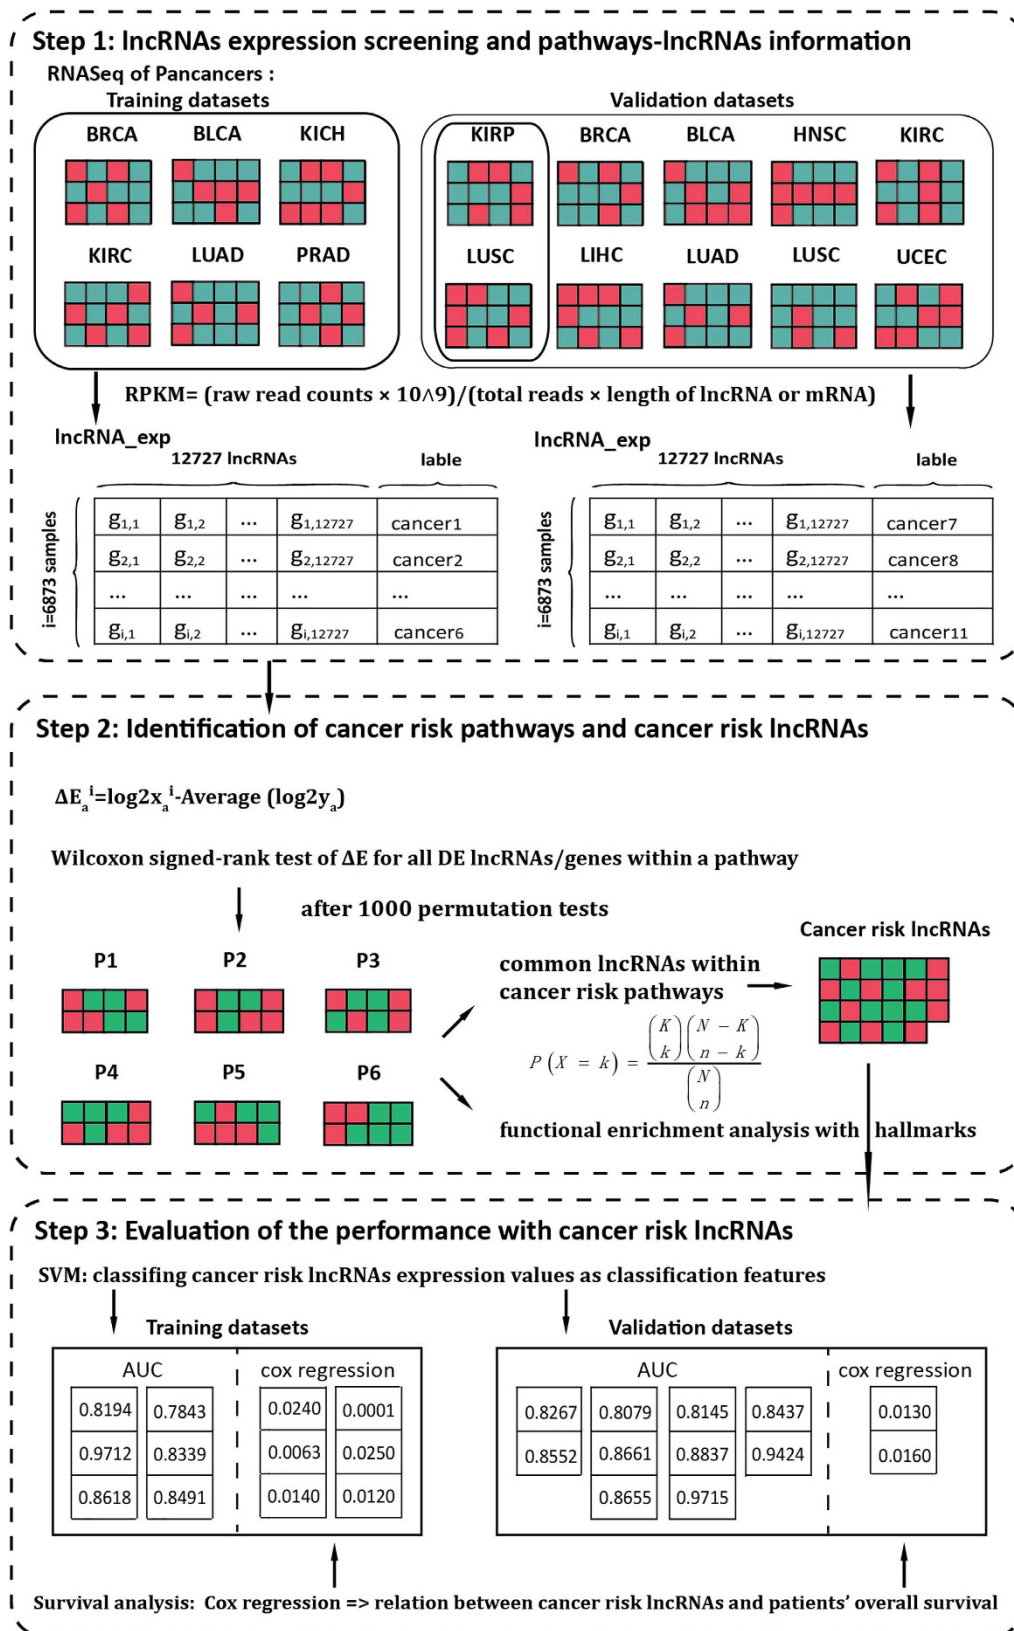 Step 1: lncRNAs expression screening and pathways-lncRNAs information
RNASeq of Pancancers :
Training datasets
BRCA BLCA KICH
KIRC LUAD PRAD
Validation datasets
KIRP BRCA BLCA HNSC KIRC
LUSC LIHC LUAD LUSC UCEC
RPKM= (raw read counts × 10∧9)/(total reads × length of lncRNA or mRNA)
lncRNA_exp
12727 lncRNAs lable
i=6873 samples
g1,1 g1,2 ... g1,12727 cancer1
g2,1 g2,2 ... g2,12727 cancer2
... ... ... ... ...
gi,1 gi,2 ... gi,12727 cancer6
lncRNA_exp
12727 lncRNAs lable
i=6873 samples
g1,1 g1,2 ... g1,12727 cancer7
g2,1 g2,2 ... g2,12727 cancer8
... ... ... ... ...
gi,1 gi,2 ... gi,12727 cancer11
Step 2: Identification of cancer risk pathways and cancer risk lncRNAs
ΔEa^i=log2xa^i-Average (log2ya)
Wilcoxon signed-rank test of ΔE for all DE lncRNAs/genes within a pathway
after 1000 permutation tests
P1 P2 P3
P4 P5 P6
common lncRNAs within
cancer risk pathways
Cancer risk lncRNAs
P (X = k) = (K k)(N − K n − k) / (N n)
functional enrichment analysis with hallmarks
Step 3: Evaluation of the performance with cancer risk lncRNAs
SVM: classifing cancer risk lncRNAs expression values as classification features
Training datasets
AUC cox regression
0.8194 0.7843 0.0240 0.0001
0.9712 0.8339 0.0063 0.0250
0.8618 0.8491 0.0140 0.0120
Validation datasets
AUC cox regression
0.8267 0.8079 0.8145 0.8437 0.0130
0.8552 0.8661 0.8837 0.9424 0.0160
0.8655 0.9715
Survival analysis: Cox regression => relation between cancer risk lncRNAs and patients' overall survival